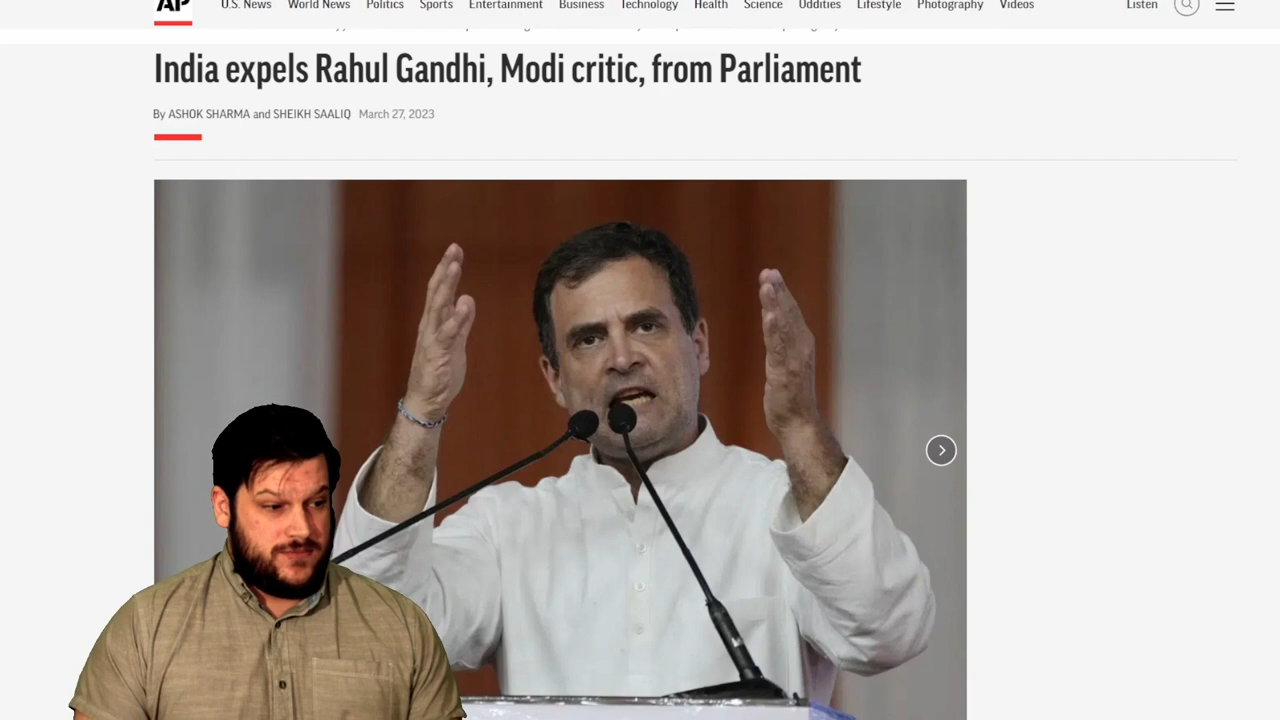 AP
U.S. News World News Politics Sports Entertainment Business Technology Health Science Oddities Lifestyle Photography Videos Listen
India expels Rahul Gandhi, Modi critic, from Parliament
By ASHOK SHARMA and SHEIKH SAALIQ March 27, 2023